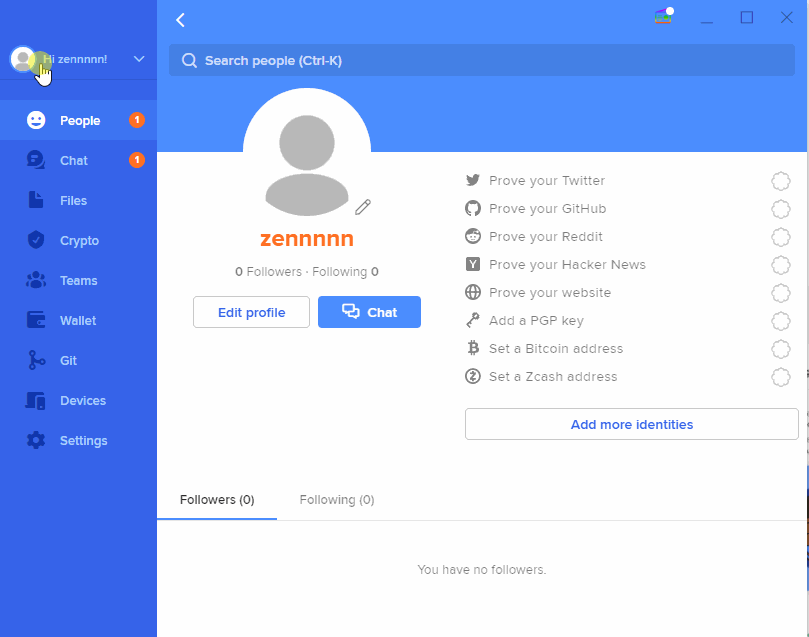 Hi zennnnn!
People 1
Chat 1
Files
Crypto
Teams
Wallet
Git
Devices
Settings
Search people (Ctrl-K)
zennnnn
0 Followers · Following 0
Edit profile
Chat
Prove your Twitter
Prove your GitHub
Prove your Reddit
Y Prove your Hacker News
Prove your website
Add a PGP key
Set a Bitcoin address
Set a Zcash address
Add more identities
Followers (0) Following (0)
You have no followers.